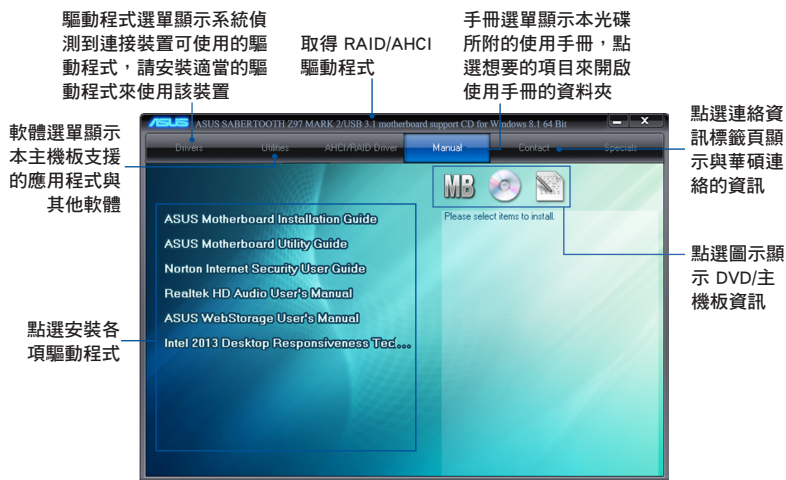 驅動程式選單顯示系統偵
測到連接裝置可使用的驅
動程式,請安裝適當的驅
動程式來使用該裝置
取得 RAID/AHCI
驅動程式
手冊選單顯示本光碟
所附的使用手冊,點
選想要的項目來開啟
使用手冊的資料夾
點選連絡資
訊標籤頁顯
示與華碩連
絡的資訊
軟體選單顯示
本主機板支援
的應用程式與
其他軟體
ASUS ASUS SABERTOOTH Z97 MARK 2/USB 3.1 motherboard support CD for Windows 8.1 64 Bit
Drivers Utilities AHCI/RAID Driver Manual Contact Specials
MB
Please select items to install.
ASUS Motherboard Installation Guide
ASUS Motherboard Utility Guide
Norton Internet Security User Guide
Realtek HD Audio User's Manual
ASUS WebStorage User's Manual
Intel 2013 Desktop Responsiveness Tec...
點選圖示顯
示 DVD/主
機板資訊
點選安裝各
項驅動程式